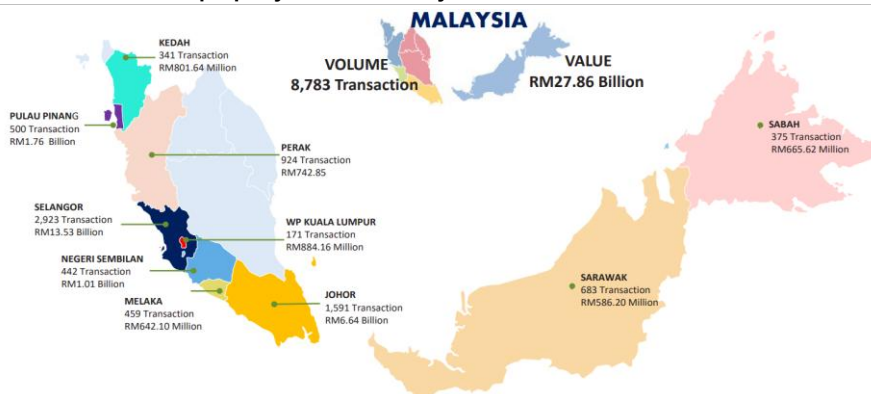 MALAYSIA
VOLUME
8,783 Transaction
VALUE
RM27.86 Billion
KEDAH
341 Transaction
RM801.64 Million
PULAU PINANG
500 Transaction
RM1.76 Billion
PERAK
924 Transaction
RM742.85
SELANGOR
2,923 Transaction
RM13.53 Billion
WP KUALA LUMPUR
171 Transaction
RM884.16 Million
NEGERI SEMBILAN
442 Transaction
RM1.01 Billion
MELAKA
459 Transaction
RM642.10 Million
JOHOR
1,591 Transaction
RM6.64 Billion
SABAH
375 Transaction
RM665.62 Million
SARAWAK
683 Transaction
RM586.20 Million